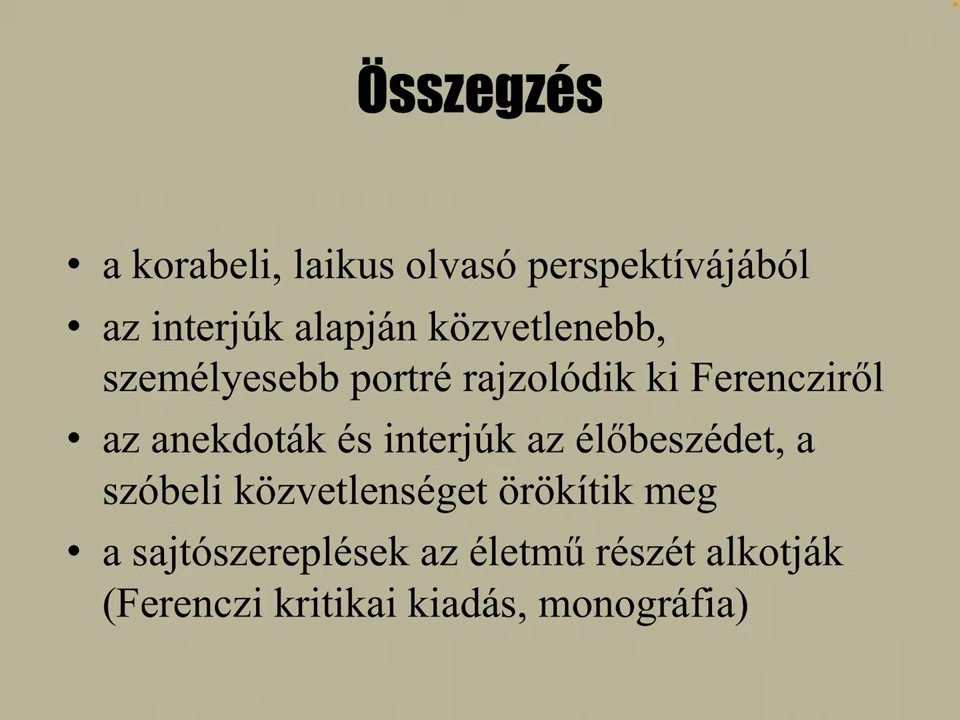 Összegzés
• a korabeli, laikus olvasó perspektívájából
• az interjúk alapján közvetlenebb,
személyesebb portré rajzolódik ki Ferencziről
• az anekdoták és interjúk az élőbeszédet, a
szóbeli közvetlenséget örökítik meg
• a sajtószereplések az életmű részét alkotják
(Ferenczi kritikai kiadás, monográfia)